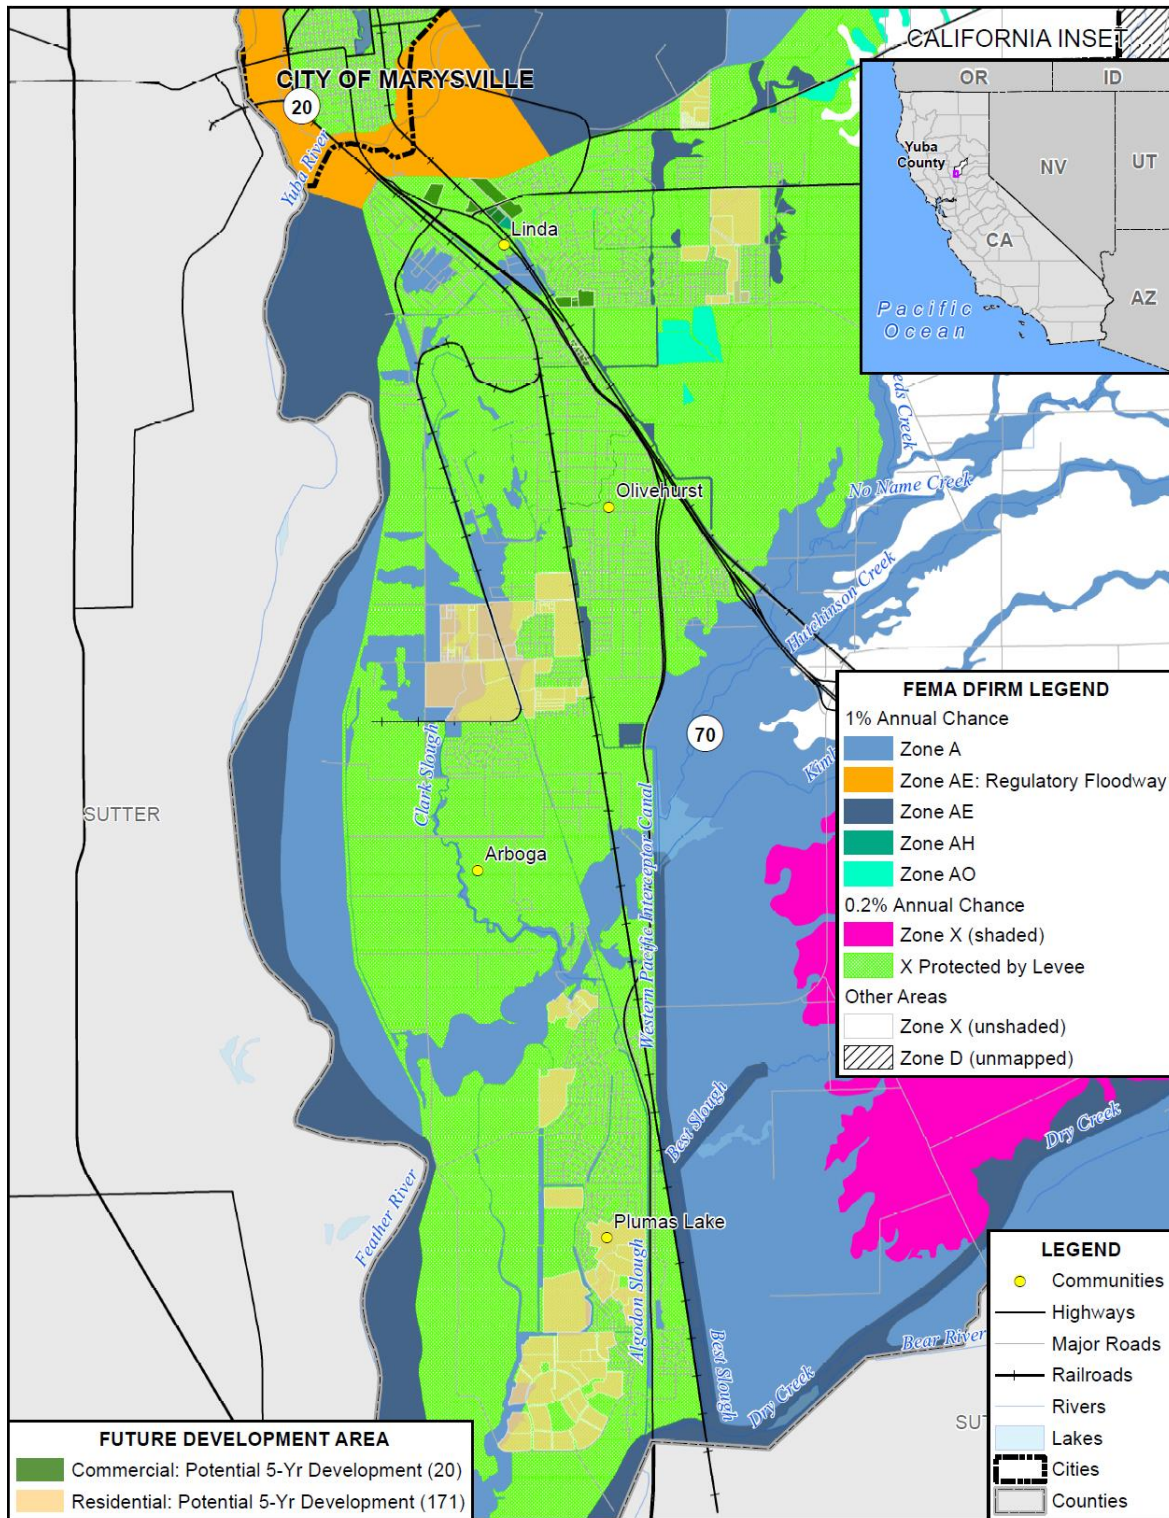 CALIFORNIA INSET
OR
ID
Yuba
County
NV
UT
CA
AZ
Pacific
Ocean
CITY OF MARYSVILLE
20
Yuba River
Linda
eds Creek
No Name Creek
Olivehurst
Hutchinson Creek
70
Kimb
Clark Slough
SUTTER
Arboga
Western Pacific Interceptor Canal
FEMA DFIRM LEGEND
1% Annual Chance
Zone A
Zone AE: Regulatory Floodway
Zone AE
Zone AH
Zone AO
0.2% Annual Chance
Zone X (shaded)
X Protected by Levee
Other Areas
Zone X (unshaded)
Zone D (unmapped)
Best Slough
Dry Creek
Feather River
Plumas Lake
Algodon Slough
Best Slough
Dry Creek
Bear River
SUT
LEGEND
Communities
Highways
Major Roads
Railroads
Rivers
Lakes
Cities
Counties
FUTURE DEVELOPMENT AREA
Commercial: Potential 5-Yr Development (20)
Residential: Potential 5-Yr Development (171)